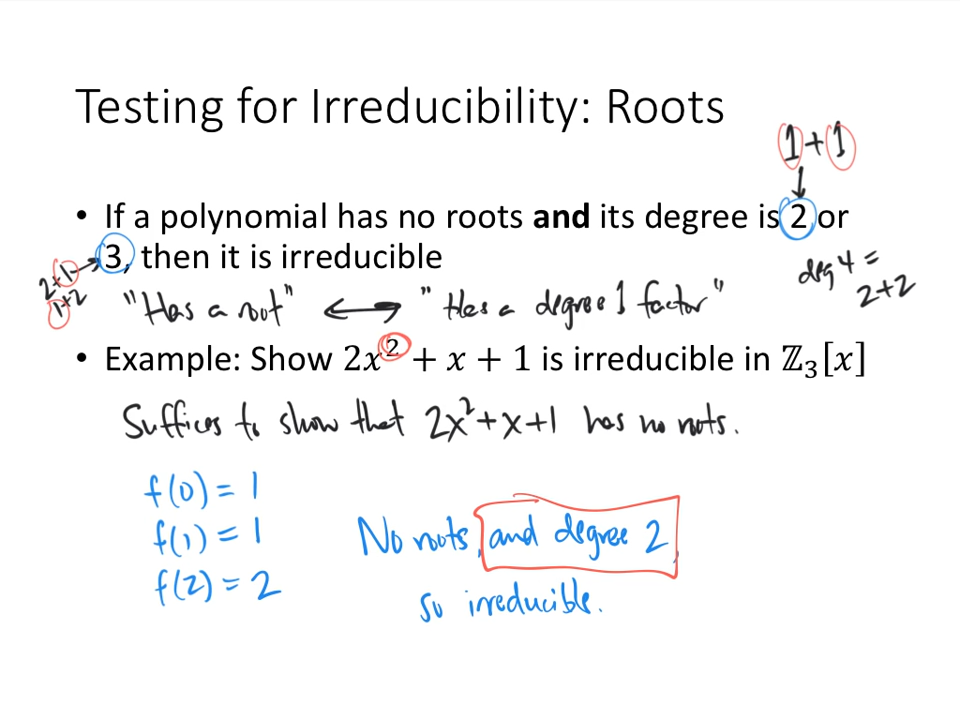 Testing for Irreducibility: Roots
1+1
• If a polynomial has no roots and its degree is 2 or
3, then it is irreducible
2+1
1+2
deg 4 =
2+2
"Has a root" ⟷ "Has a degree 1 factor"
• Example: Show 2x² + x + 1 is irreducible in ℤ₃[x]
Suffices to show that 2x²+x+1 has no roots.
f(0) = 1
f(1) = 1
f(2) = 2
No roots, and degree 2,
so irreducible.